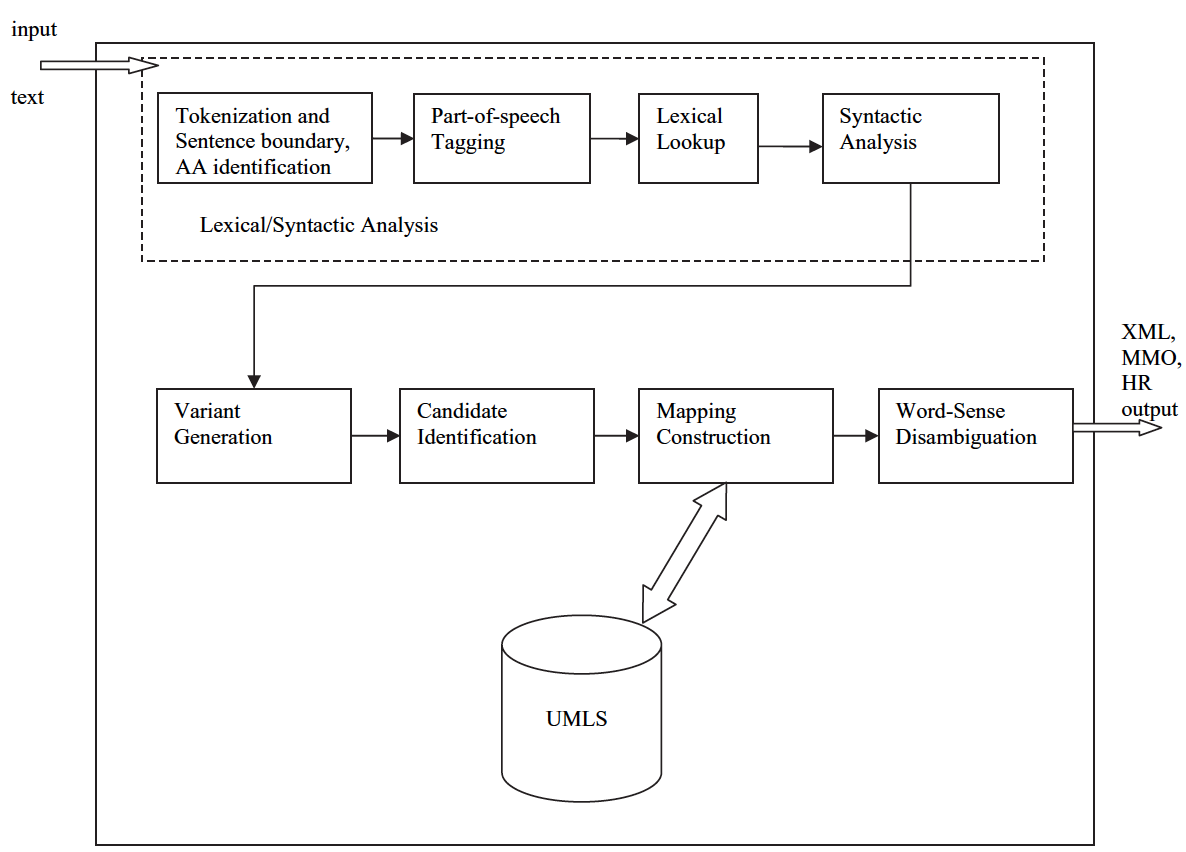 input
text
Tokenization and
Sentence boundary,
AA identification
Part-of-speech
Tagging
Lexical
Lookup
Syntactic
Analysis
Lexical/Syntactic Analysis
XML,
MMO,
HR
output
Variant
Generation
Candidate
Identification
Mapping
Construction
Word-Sense
Disambiguation
UMLS